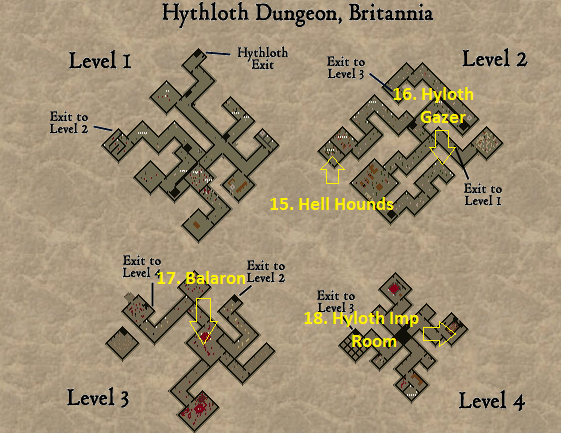 Hythloth Dungeon, Britannia
Level 1
Hythloth
Exit
Exit to
Level 2
Level 2
Exit to
Level 3
16. Hyloth
Gazer
15. Hell Hounds
Exit to
Level 1
Exit to
Level 4
17. Balaron
Exit to
Level 2
Level 3
Exit to
Level 3
18. Hyloth Imp
Room
Level 4